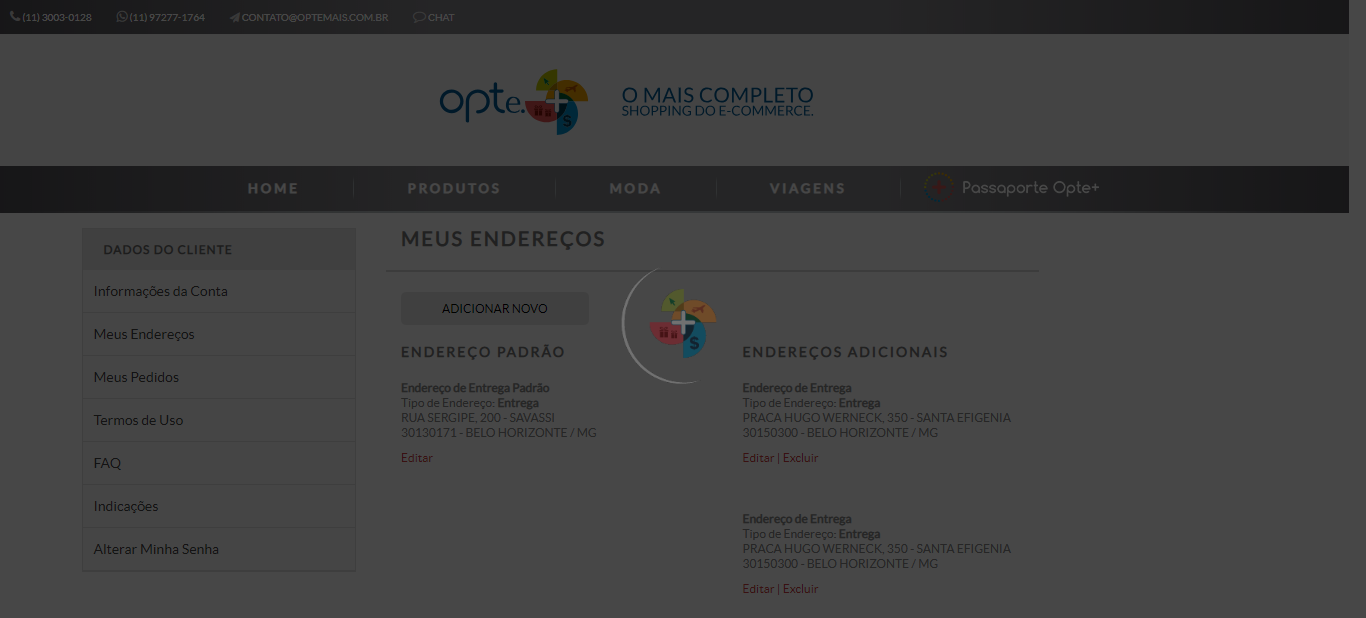 (11) 3003-0128 (11) 97277-1764 CONTATO@OPTEMAIS.COM.BR CHAT
opte.+ O MAIS COMPLETO
SHOPPING DO E-COMMERCE.
HOME PRODUTOS MODA VIAGENS Passaporte Opte+
DADOS DO CLIENTE
Informações da Conta
Meus Endereços
Meus Pedidos
Termos de Uso
FAQ
Indicações
Alterar Minha Senha
MEUS ENDEREÇOS
ADICIONAR NOVO
ENDEREÇO PADRÃO
Endereço de Entrega Padrão
Tipo de Endereço: Entrega
RUA SERGIPE, 200 - SAVASSI
30130171 - BELO HORIZONTE / MG
Editar
ENDEREÇOS ADICIONAIS
Endereço de Entrega
Tipo de Endereço: Entrega
PRACA HUGO WERNECK, 350 - SANTA EFIGENIA
30150300 - BELO HORIZONTE / MG
Editar | Excluir
Endereço de Entrega
Tipo de Endereço: Entrega
PRACA HUGO WERNECK, 350 - SANTA EFIGENIA
30150300 - BELO HORIZONTE / MG
Editar | Excluir